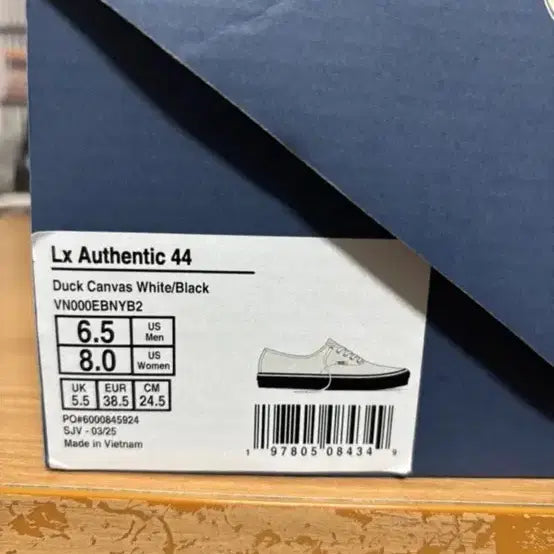 Lx Authentic 44
Duck Canvas White/Black
VN000EBNYB2
6.5 US Men
8.0 US Women
UK EUR CM
5.5 38.5 24.5
PO#6000845924
SJV - 03/25
Made in Vietnam
1 97805 08434 9